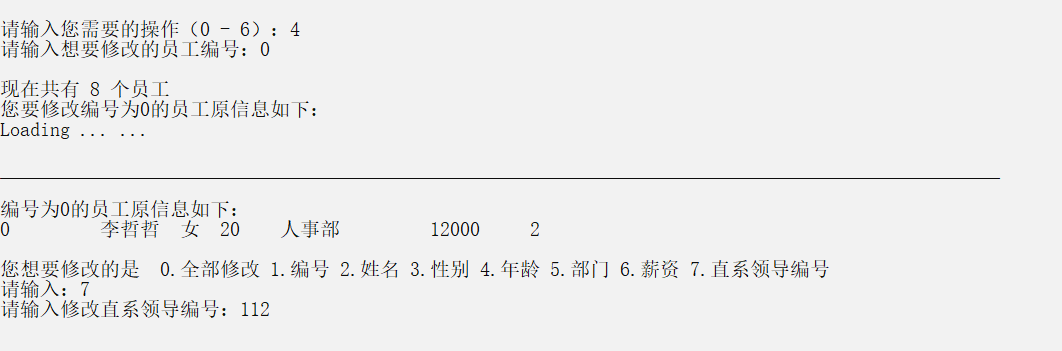 请输入您需要的操作（0 - 6）：4
请输入想要修改的员工编号：0
现在共有 8 个员工
您要修改编号为0的员工原信息如下：
Loading ... ...
编号为0的员工原信息如下：
0 李哲哲 女 20 人事部 12000 2
您想要修改的是 0.全部修改 1.编号 2.姓名 3.性别 4.年龄 5.部门 6.薪资 7.直系领导编号
请输入：7
请输入修改直系领导编号：112